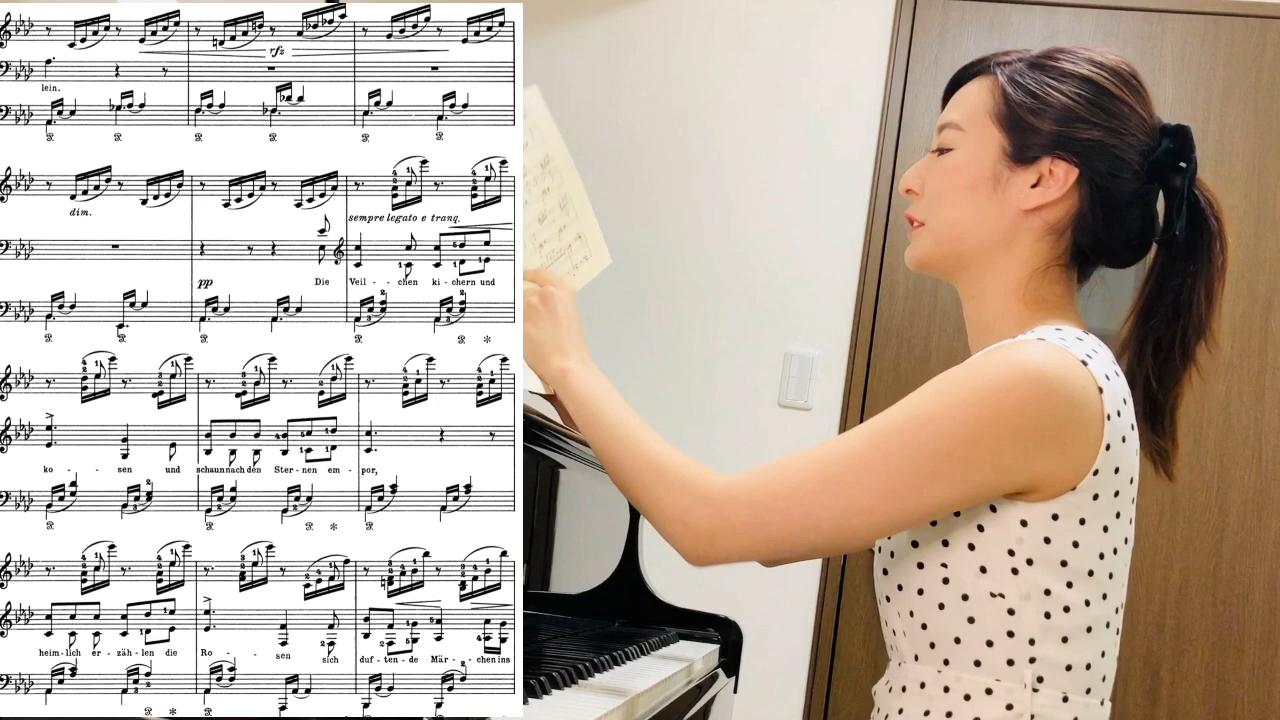 rfz
lein.
dim.
sempre legato e tranq.
pp
Die Veil - - chen ki - chern und
ko - - sen und schaun nach den Ster - nen em - por,
heim - lich er - zäh - len die Ro - - sen sich duf - ten - de Mär - - chen ins